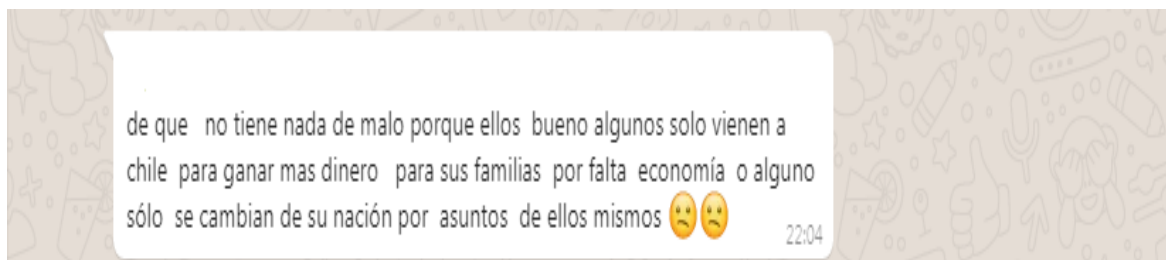 de que no tiene nada de malo porque ellos bueno algunos solo vienen a
chile para ganar mas dinero para sus familias por falta economía o alguno
sólo se cambian de su nación por asuntos de ellos mismos 😕😕
22:04